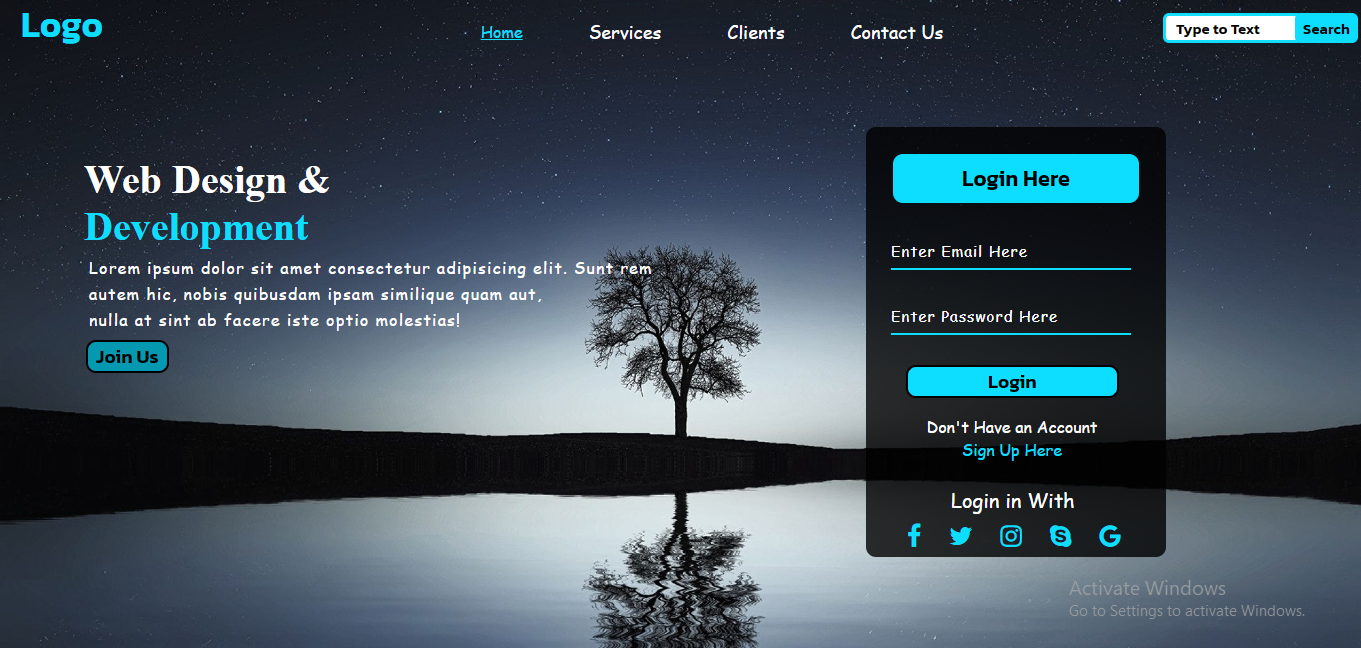 Logo
Home Services Clients Contact Us
Type to Text Search
Web Design &
Development
Lorem ipsum dolor sit amet consectetur adipisicing elit. Sunt rem
autem hic, nobis quibusdam ipsam similique quam aut,
nulla at sint ab facere iste optio molestias!
Join Us
Login Here
Enter Email Here
Enter Password Here
Login
Don't Have an Account
Sign Up Here
Login in With
Activate Windows
Go to Settings to activate Windows.